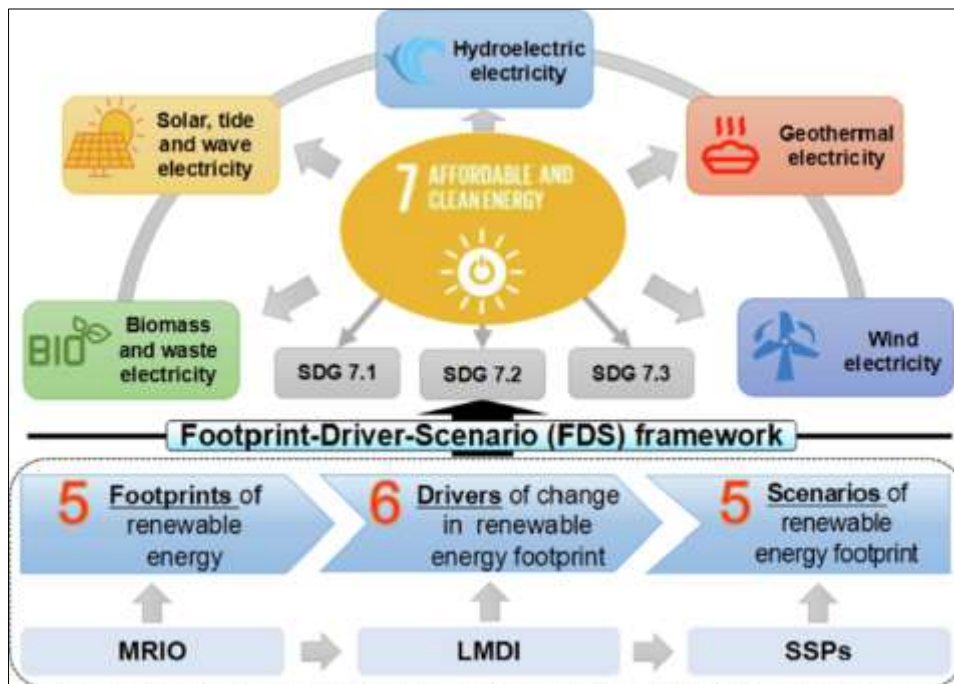 Hydroelectric
electricity
Solar, tide
and wave
electricity
Geothermal
electricity
7 AFFORDABLE AND
CLEAN ENERGY
BIO
Biomass
and waste
electricity
Wind
electricity
SDG 7.1
SDG 7.2
SDG 7.3
Footprint-Driver-Scenario (FDS) framework
5 Footprints of
renewable
energy
6 Drivers of change
in renewable
energy footprint
5 Scenarios of
renewable
energy footprint
MRIO
LMDI
SSPs